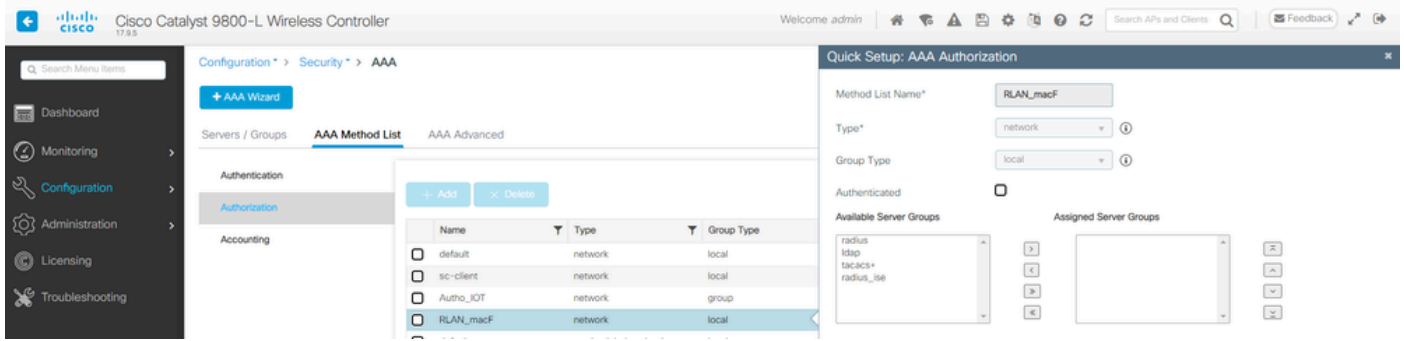 CISCO
Cisco Catalyst 9800-L Wireless Controller
17.9.5
Welcome admin
Search APs and Clients
Feedback
Search Menu Items
Dashboard
Monitoring
Configuration
Administration
Licensing
Troubleshooting
Configuration > Security > AAA
+ AAA Wizard
Servers / Groups AAA Method List AAA Advanced
Authentication
Authorization
Accounting
+ Add × Delete
Name Type Group Type
default network local
sc-client network local
Autho_IOT network group
RLAN_macF network local
Quick Setup: AAA Authorization
Method List Name* RLAN_macF
Type* network
Group Type local
Authenticated
Available Server Groups Assigned Server Groups
radius
ldap
tacacs+
radius_ise